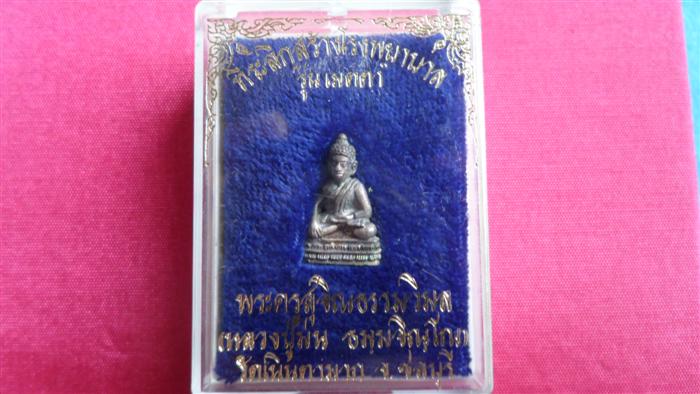 ที่ระลึกสร้างโรงพยาบาล
รุ่นเมตตา
พระครูสุจิณธรรมวิมล
(หลวงปู่ม่น ธมฺมจิณฺโณ)
วัดเนินตามาก จ.ชลบุรี